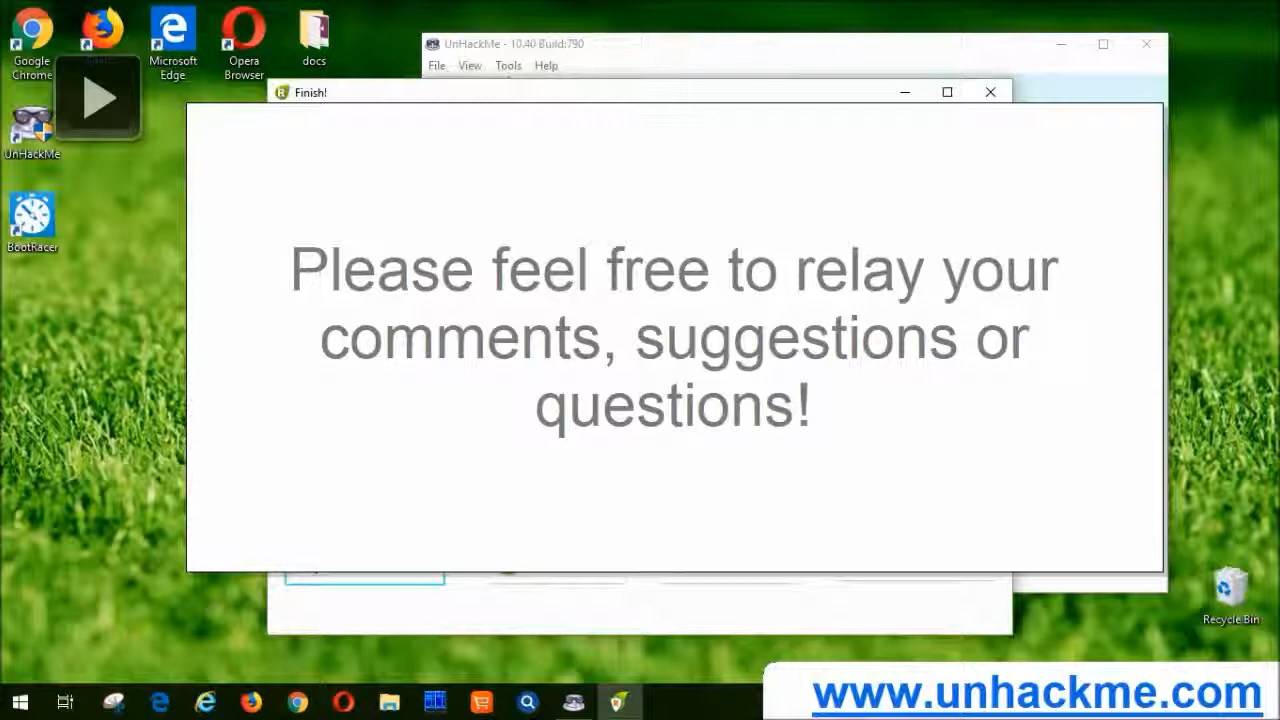 Google
Chrome
Microsoft
Edge
Opera
Browser
docs
UnHackMe
BootRacer
UnHackMe - 10.40 Build:790
File View Tools Help
Finish!
Please feel free to relay your
comments, suggestions or
questions!
Recycle Bin
www.unhackme.com